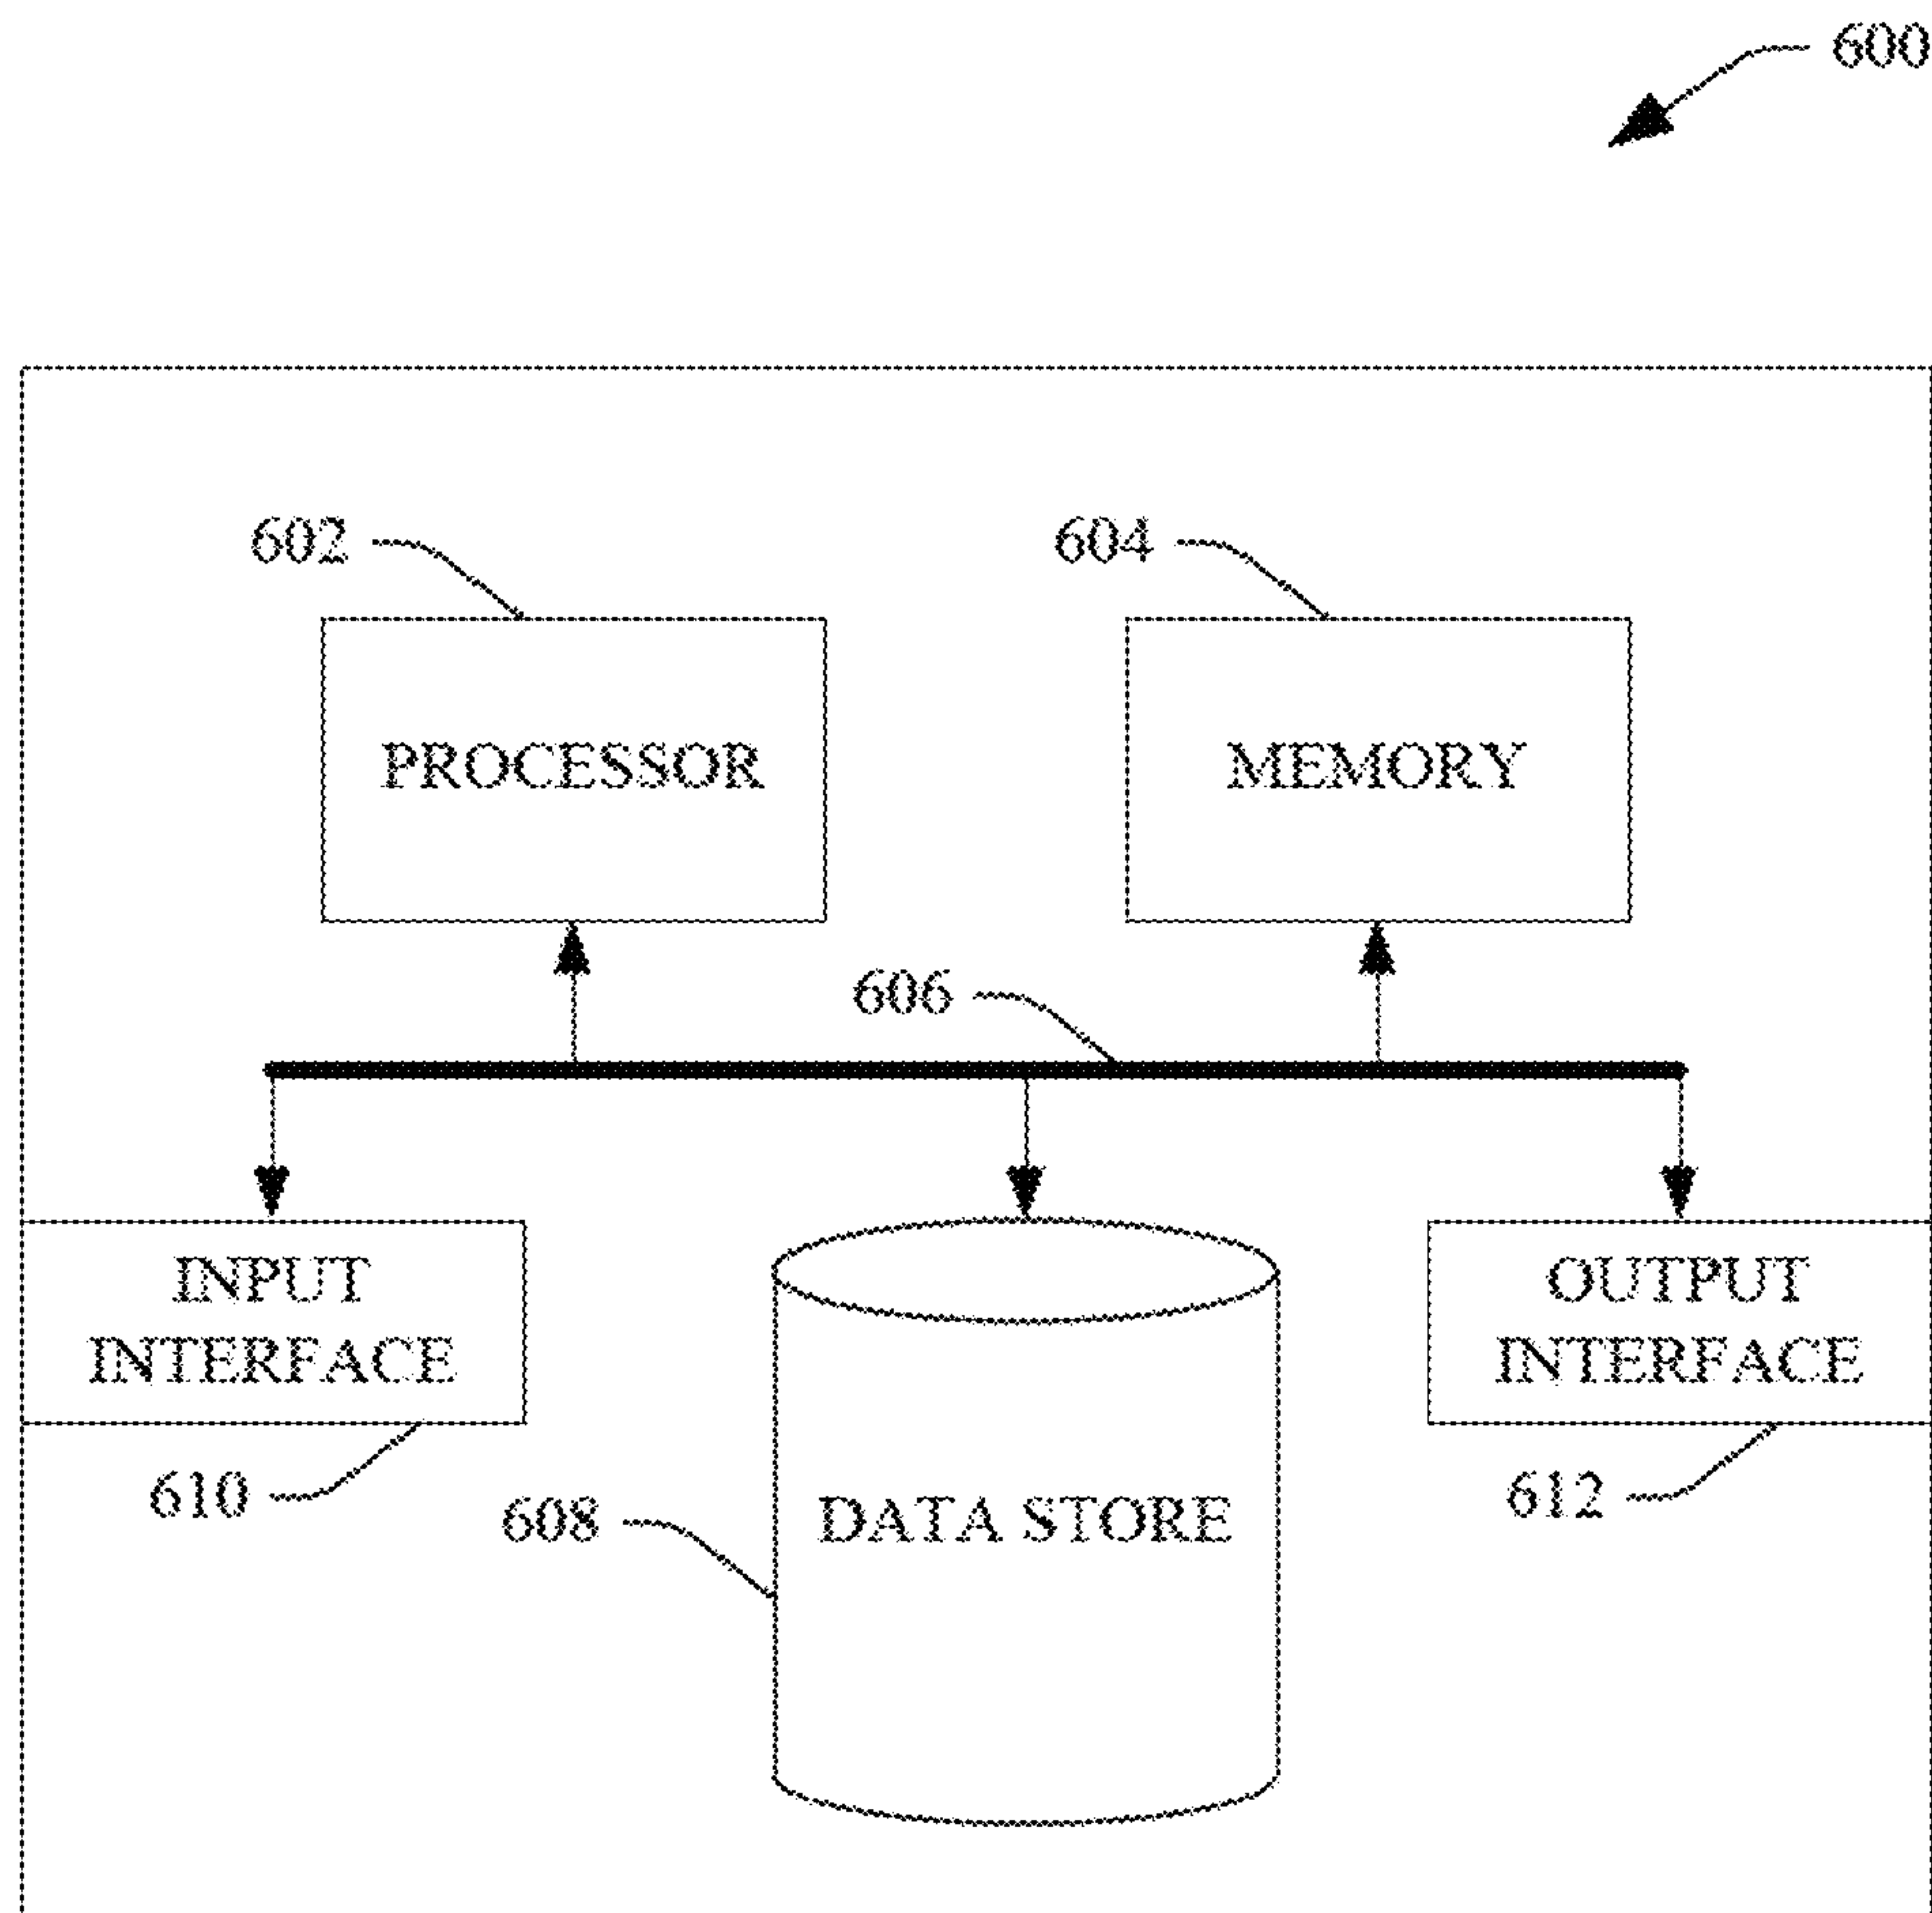 600
602
604
PROCESSOR
MEMORY
606
INPUT
INTERFACE
OUTPUT
INTERFACE
610
608
DATA STORE
612